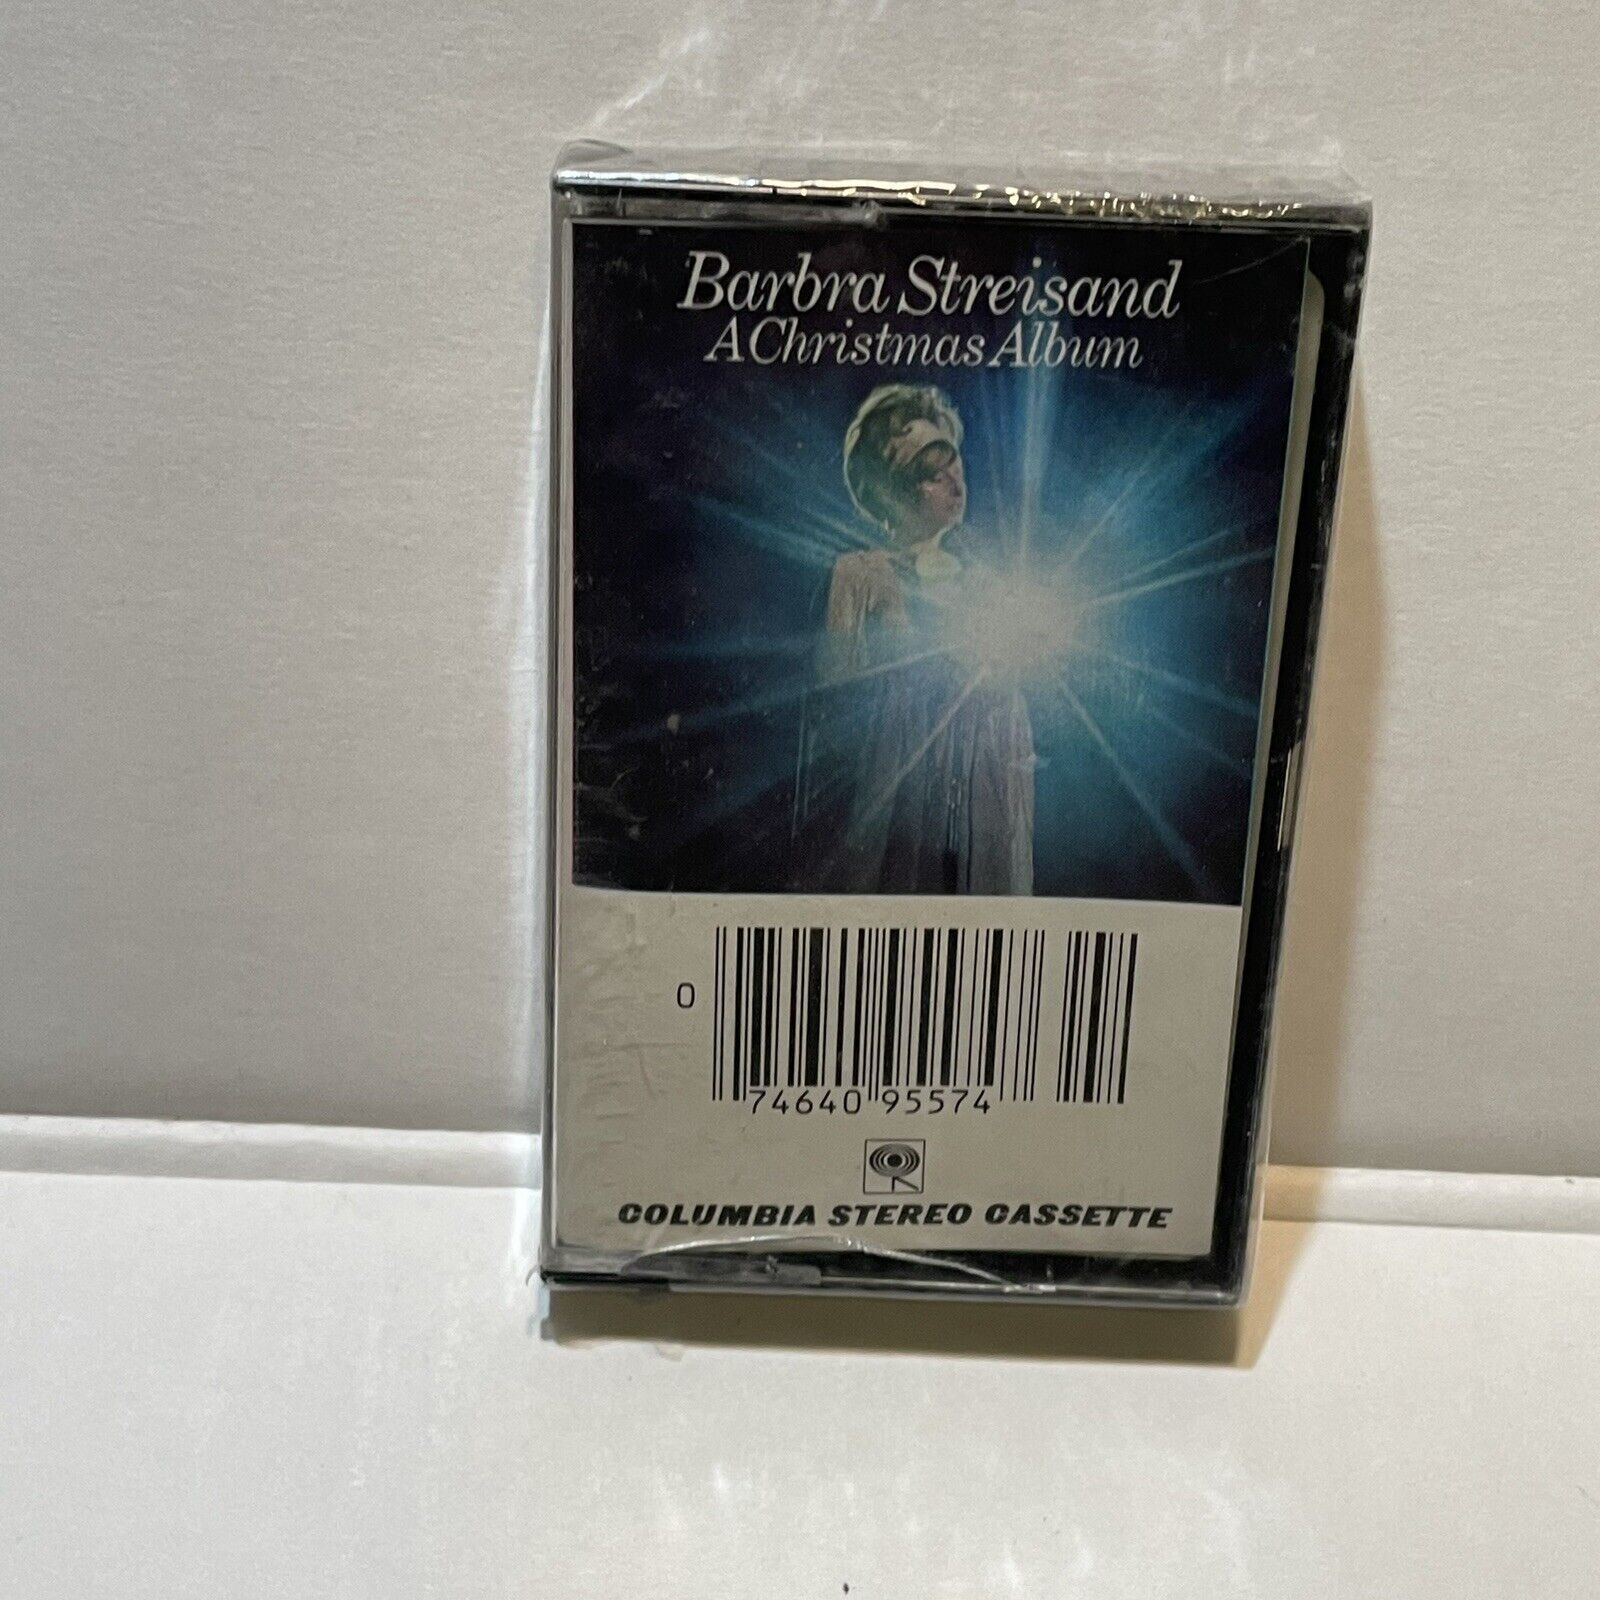 Barbra Streisand
A Christmas Album
0
74640 95574
COLUMBIA STEREO CASSETTE